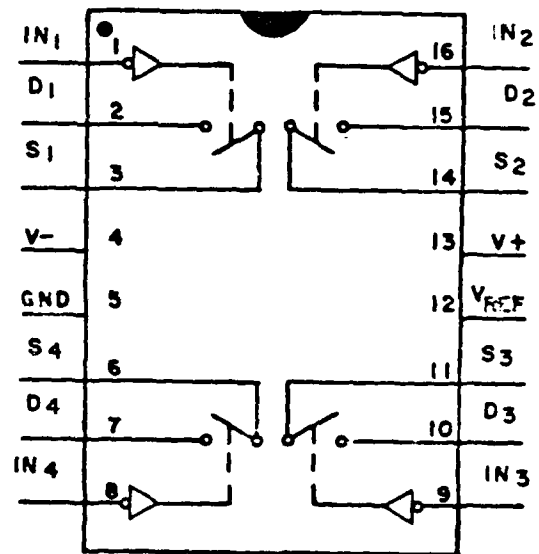 IN1 1 16 IN2
D1 2 15 D2
S1 3 14 S2
V- 4 13 V+
GND 5 12 VREF
S4 6 11 S3
D4 7 10 D3
IN4 8 9 IN3